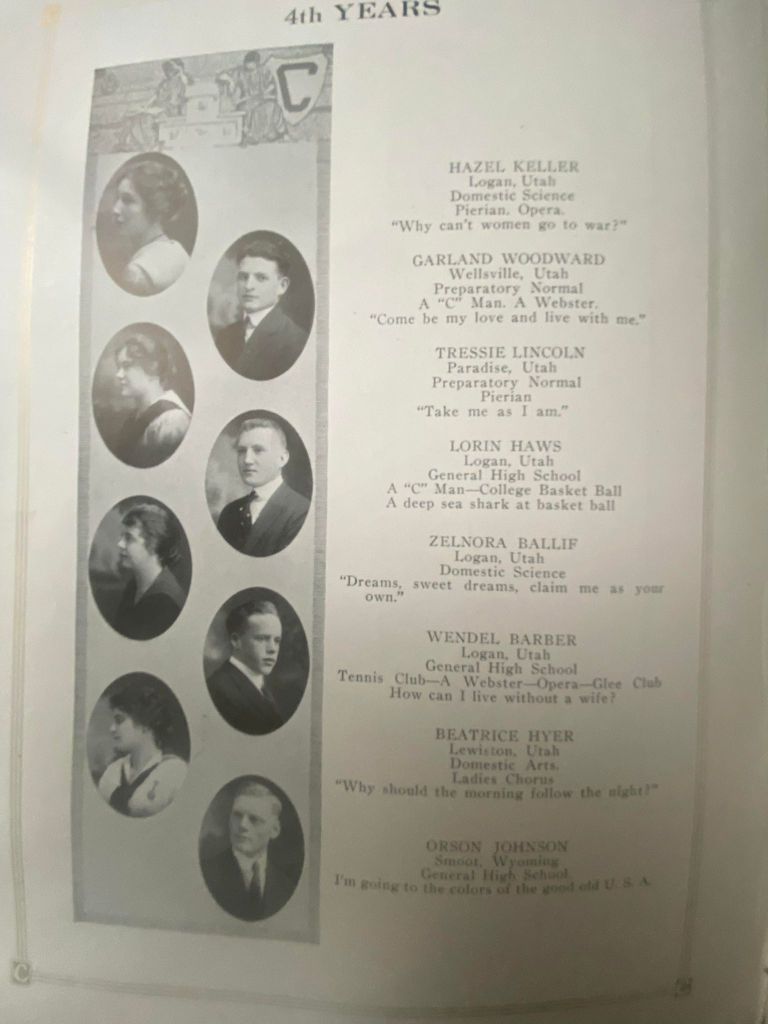 4th YEARS
C
HAZEL KELLER
Logan, Utah
Domestic Science
Pierian, Opera.
"Why can't women go to war?"
GARLAND WOODWARD
Wellsville, Utah
Preparatory Normal
A "C" Man. A Webster.
"Come be my love and live with me."
TRESSIE LINCOLN
Paradise, Utah
Preparatory Normal
Pierian
"Take me as I am."
LORIN HAWS
Logan, Utah
General High School
A "C" Man—College Basket Ball
A deep sea shark at basket ball
ZELNORA BALLIF
Logan, Utah
Domestic Science
"Dreams, sweet dreams, claim me as your
own."
WENDEL BARBER
Logan, Utah
General High School
Tennis Club—A Webster—Opera—Glee Club
How can I live without a wife?
BEATRICE HYER
Lewiston, Utah
Domestic Arts.
Ladies Chorus
"Why should the morning follow the night?"
ORSON JOHNSON
Smoot, Wyoming
General High School.
I'm going to the colors of the good old U. S. A.
C